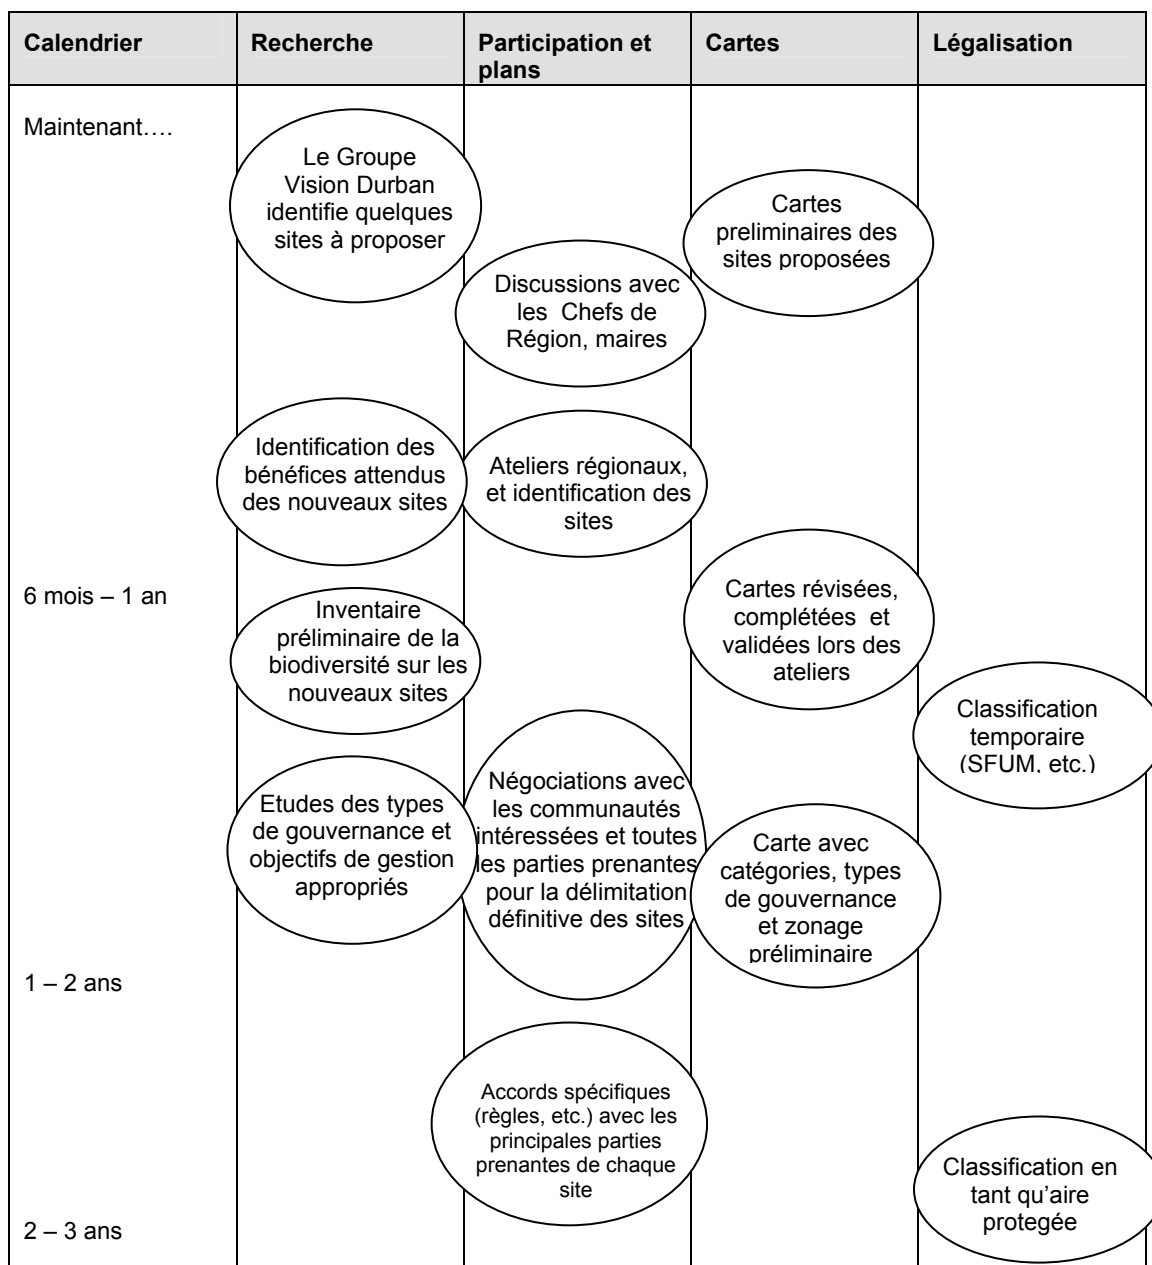 Calendrier
Recherche
Participation et
plans
Cartes
Légalisation
Maintenant….
Le Groupe
Vision Durban
identifie quelques
sites à proposer
Cartes
preliminaires des
sites proposées
Discussions avec
les Chefs de
Région, maires
Identification des
bénéfices attendus
des nouveaux sites
Ateliers régionaux,
et identification des
sites
6 mois – 1 an
Inventaire
préliminaire de la
biodiversité sur les
nouveaux sites
Cartes révisées,
complétées et
validées lors des
ateliers
Classification
temporaire
(SFUM, etc.)
Etudes des types
de gouvernance et
objectifs de gestion
appropriés
Négociations avec
les communautés
intéressées et toutes
les parties prenantes
pour la délimitation
définitive des sites
Carte avec
catégories, types
de gouvernance
et zonage
préliminaire
1 – 2 ans
Accords spécifiques
(règles, etc.) avec les
principales parties
prenantes de chaque
site
Classification en
tant qu’aire
protegée
2 – 3 ans